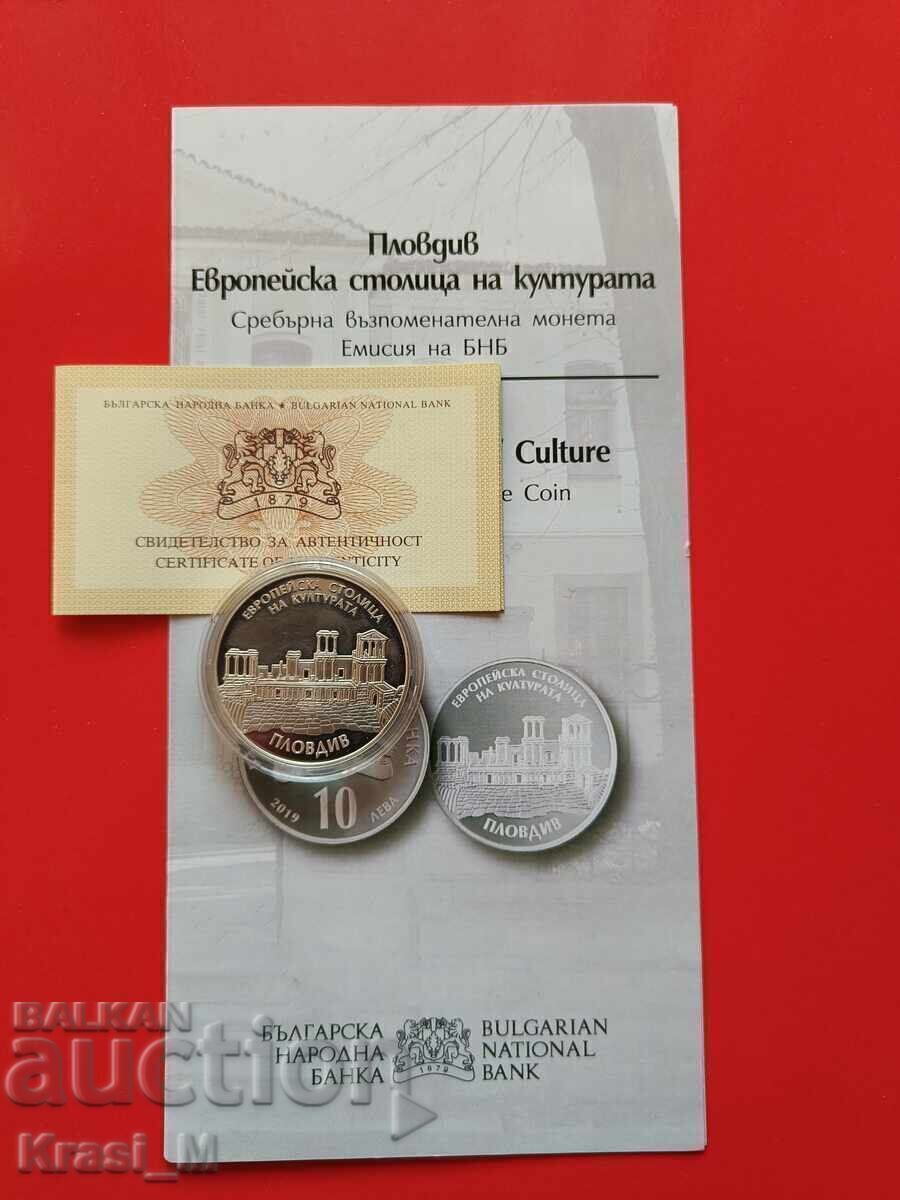 Пловдив
Европейска столица на културата
Сребърна възпоменателна монета
Емисия на БНБ
Culture
Coin
БЪЛГАРСКА НАРОДНА БАНКА ★ BULGARIAN NATIONAL BANK
1879
СВИДЕТЕЛСТВО ЗА АВТЕНТИЧНОСТ
CERTIFICATE OF
ЕВРОПЕЙСКА СТОЛИЦА
НА КУЛТУРАТА
ПЛОВДИВ
ЕВРОПЕЙСКА СТОЛИЦА
НА КУЛТУРАТА
ПЛОВДИВ
2019 10 ЛЕВА
БЪЛГАРСКА
НАРОДНА
БАНКА
1879
BULGARIAN
NATIONAL
BANK
BALKAN
auction
Krasi_M